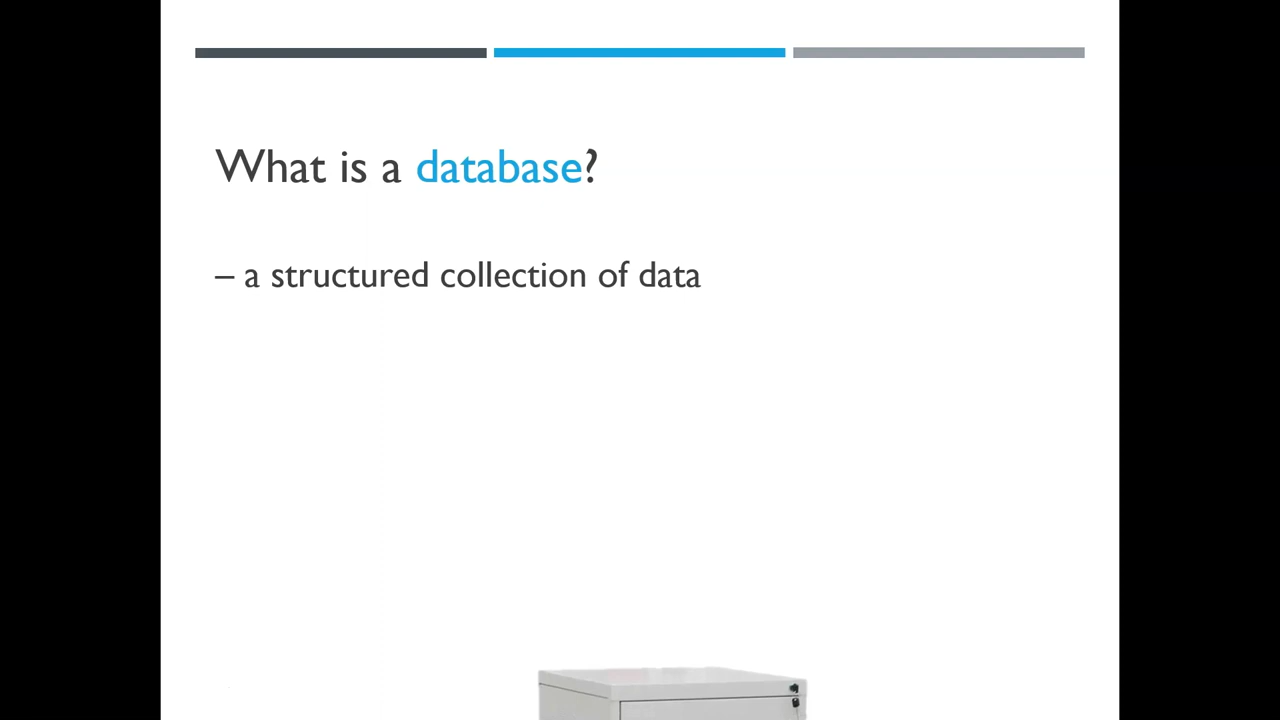 What is a database?
– a structured collection of data